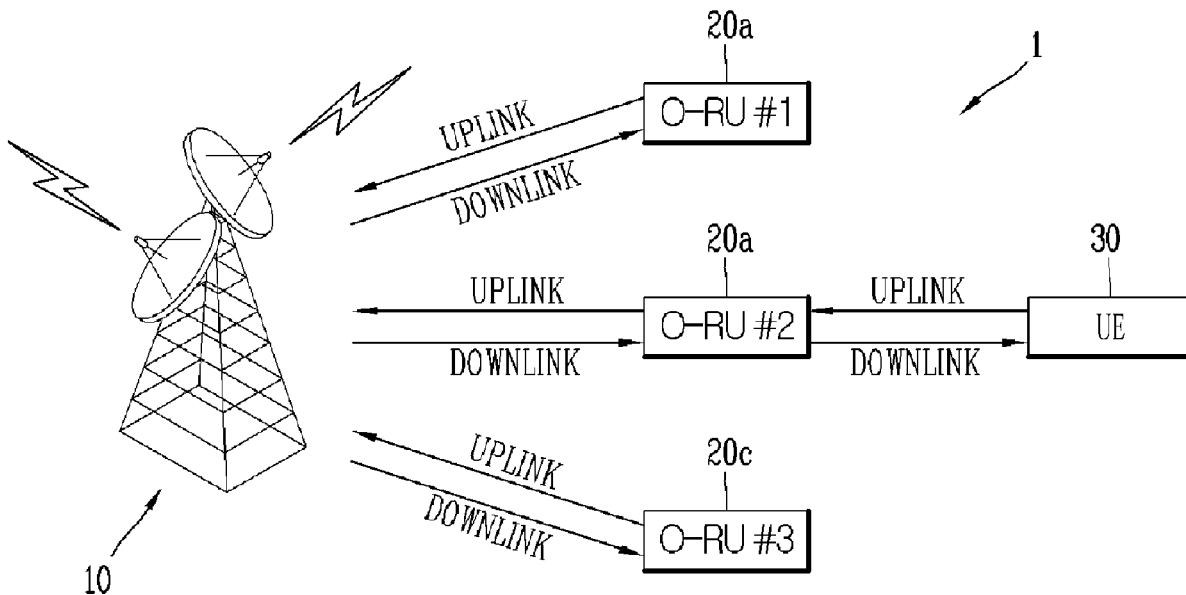 20a
1
O-RU #1
UPLINK
DOWNLINK
20a
30
UPLINK
UPLINK
O-RU #2
UE
DOWNLINK
DOWNLINK
20c
UPLINK
O-RU #3
DOWNLINK
10